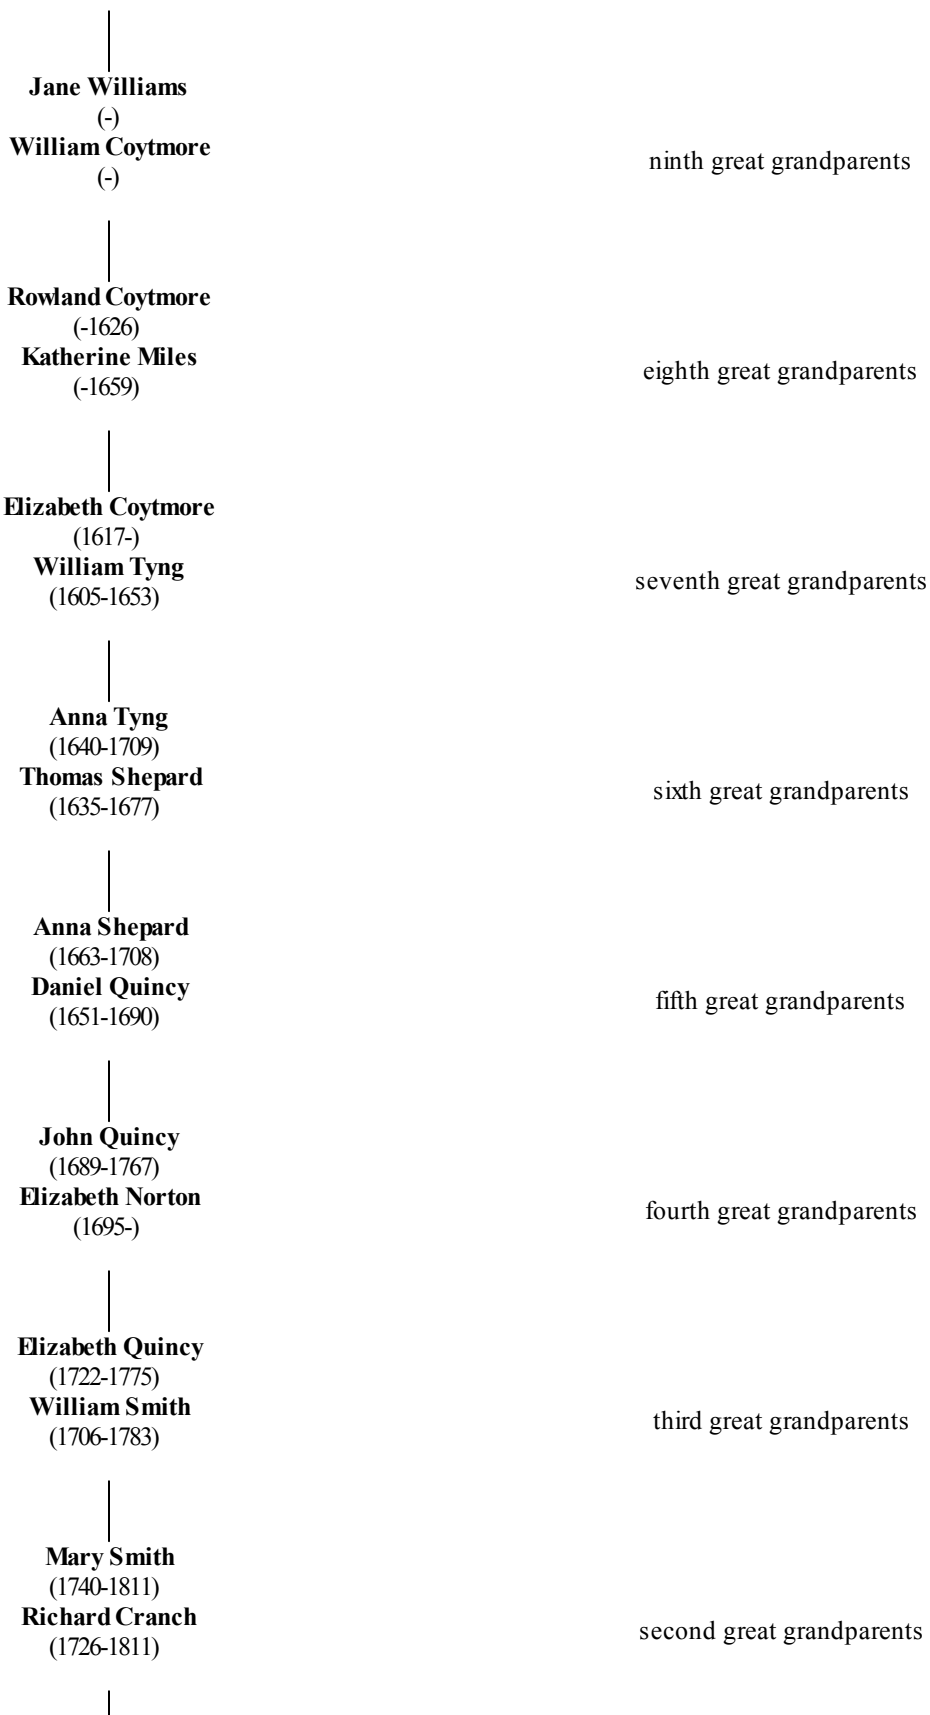 Jane Williams
(-)
William Coytmore
(-)
ninth great grandparents
Rowland Coytmore
(-1626)
Katherine Miles
(-1659)
eighth great grandparents
Elizabeth Coytmore
(1617-)
William Tyng
(1605-1653)
seventh great grandparents
Anna Tyng
(1640-1709)
Thomas Shepard
(1635-1677)
sixth great grandparents
Anna Shepard
(1663-1708)
Daniel Quincy
(1651-1690)
fifth great grandparents
John Quincy
(1689-1767)
Elizabeth Norton
(1695-)
fourth great grandparents
Elizabeth Quincy
(1722-1775)
William Smith
(1706-1783)
third great grandparents
Mary Smith
(1740-1811)
Richard Cranch
(1726-1811)
second great grandparents